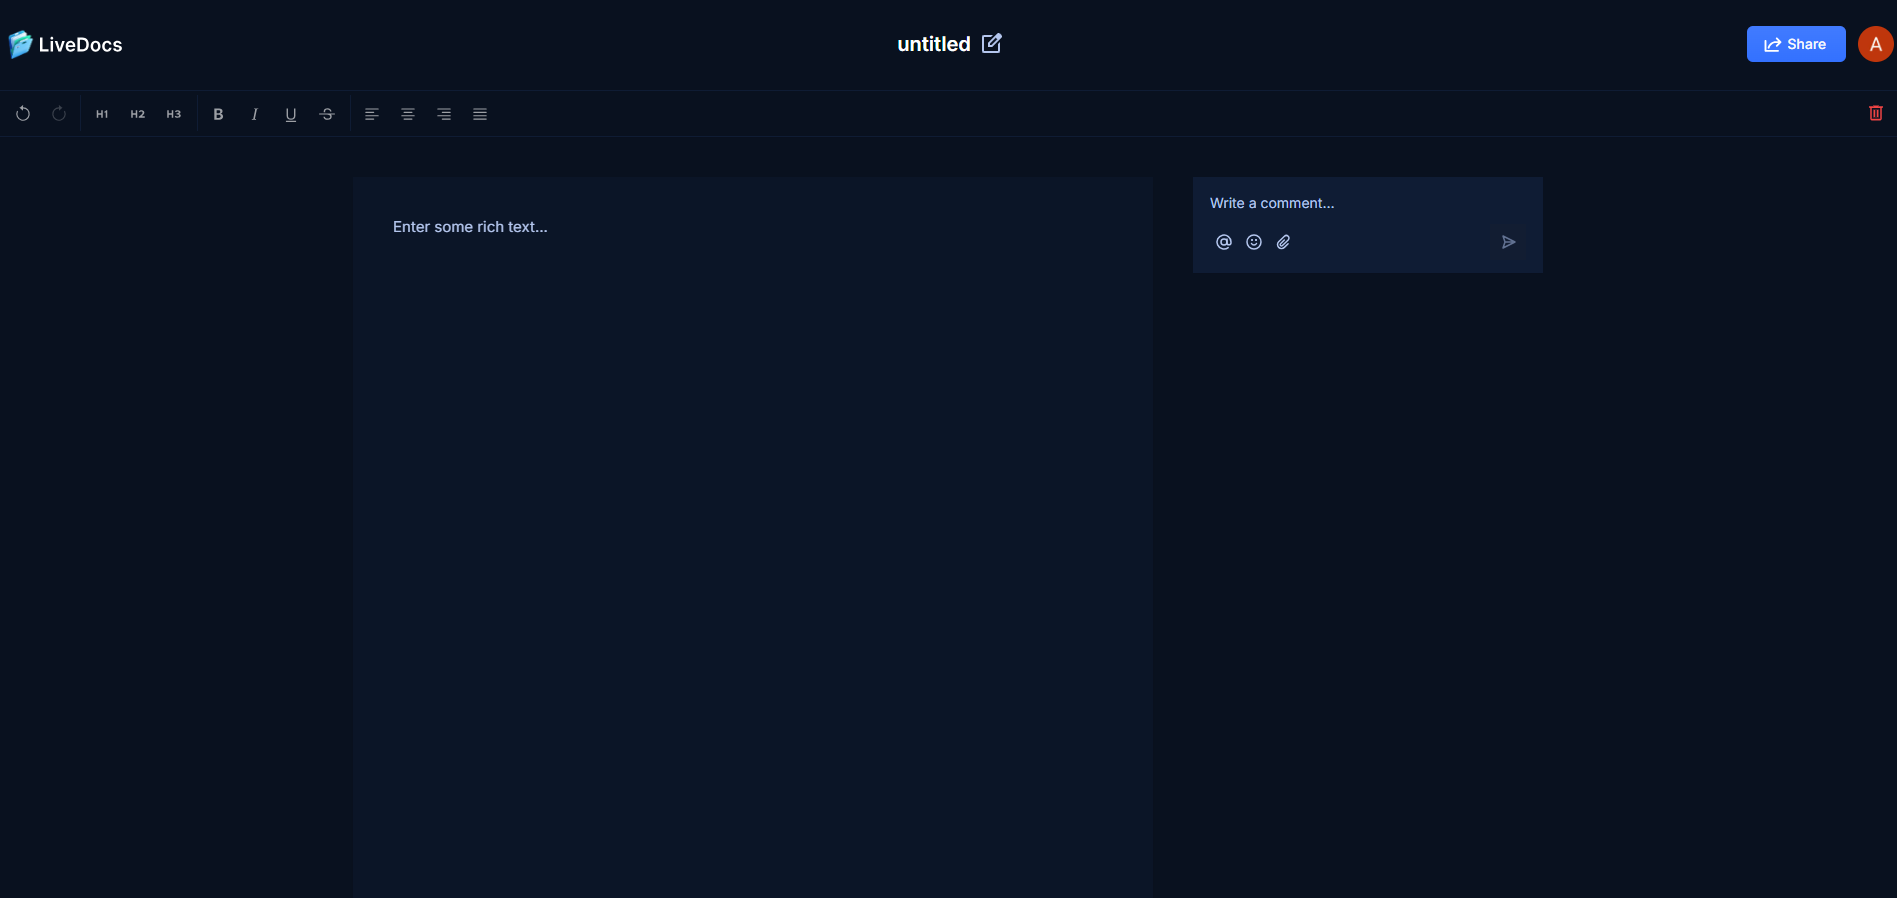 LiveDocs
untitled
Share
A
H1 H2 H3 B I U S
Enter some rich text...
Write a comment...
@